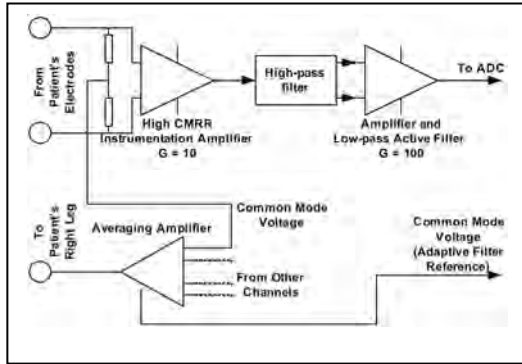 From
Patient's
Electrodes
High CMRR
Instrumentation Amplifier
G = 10
High-pass
filter
To ADC
Amplifier and
Low-pass Active Filler
G = 100
To
Patient's
Right Leg
Averaging Amplifier
Common Mode
Voltage
From Other
Channels
Common Mode
Voltage
(Adaptive Filter
Reference)